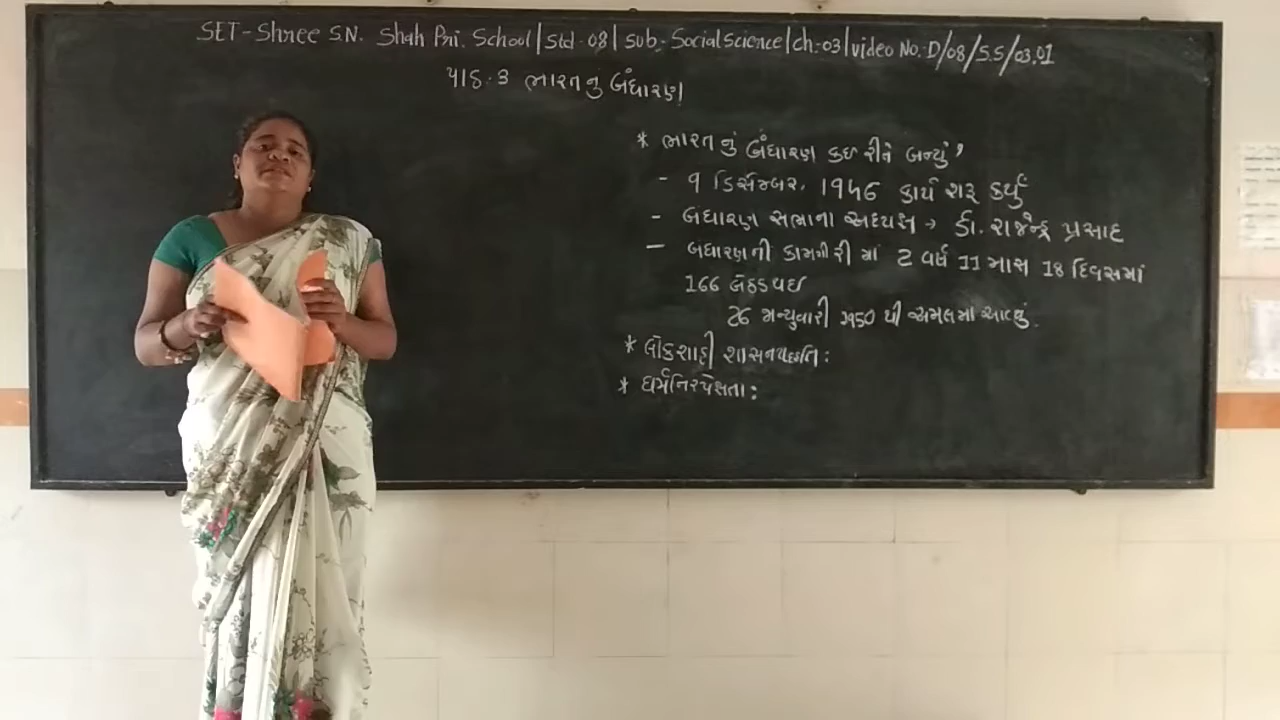 SET-Shree S.N. Shah Pri. School | Std-08 | Sub:-Social Science | ch:-03 | video No.:D/08/S.S/03.01
પાઠ-૩ ભારતનું બંધારણ
* ભારતનું બંધારણ કઈ રીતે બન્યું?
- ૧ ડિસેમ્બર, 1946 કાર્ય શરૂ કર્યું
- બંધારણ સભાના અધ્યક્ષ → ડૉ. રાજેન્દ્ર પ્રસાદ
- બંધારણની કામગીરી માં 2 વર્ષ 11 માસ 18 દિવસમાં
166 બેઠક થઈ
26 જાન્યુઆરી 1950 થી અમલમાં આવ્યું.
* લોકશાહી શાસનપદ્ધતિ:
* ધર્મનિરપેક્ષતા: